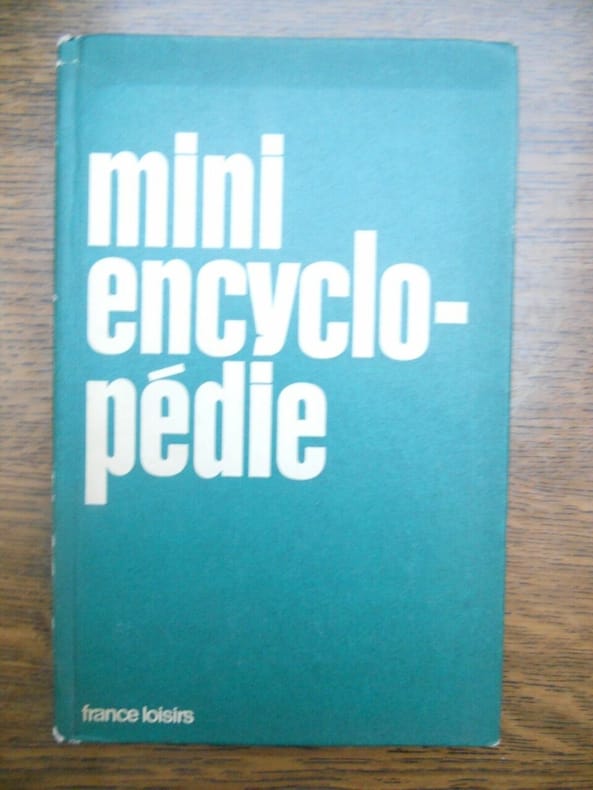 mini
encyclo-
pédie
france loisirs